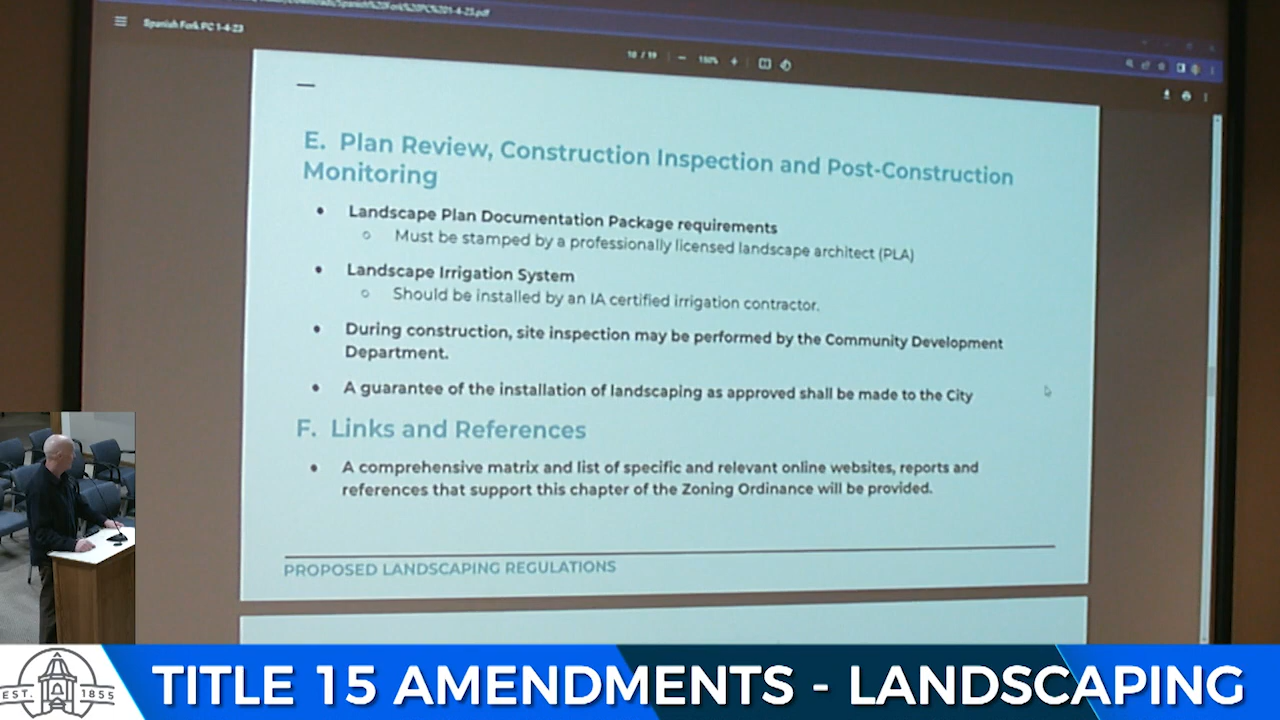 Spanish Fork PC 1-4-23
18 / 19 — 150% +
E. Plan Review, Construction Inspection and Post-Construction
Monitoring
• Landscape Plan Documentation Package requirements
○ Must be stamped by a professionally licensed landscape architect (PLA)
• Landscape Irrigation System
○ Should be installed by an IA certified irrigation contractor.
• During construction, site inspection may be performed by the Community Development
Department.
• A guarantee of the installation of landscaping as approved shall be made to the City
F. Links and References
• A comprehensive matrix and list of specific and relevant online websites, reports and
references that support this chapter of the Zoning Ordinance will be provided.
PROPOSED LANDSCAPING REGULATIONS
EST. 1855
TITLE 15 AMENDMENTS - LANDSCAPING